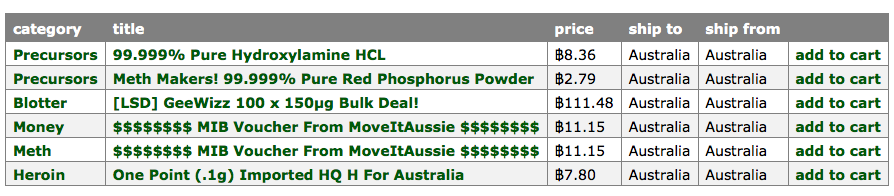 category title price ship to ship from
Precursors 99.999% Pure Hydroxylamine HCL ฿8.36 Australia Australia add to cart
Precursors Meth Makers! 99.999% Pure Red Phosphorus Powder ฿2.79 Australia Australia add to cart
Blotter [LSD] GeeWizz 100 x 150µg Bulk Deal! ฿111.48 Australia Australia add to cart
Money $$$$$$$$ MIB Voucher From MoveItAussie $$$$$$$$ ฿11.15 Australia Australia add to cart
Meth $$$$$$$$ MIB Voucher From MoveItAussie $$$$$$$$ ฿11.15 Australia Australia add to cart
Heroin One Point (.1g) Imported HQ H For Australia ฿7.80 Australia Australia add to cart